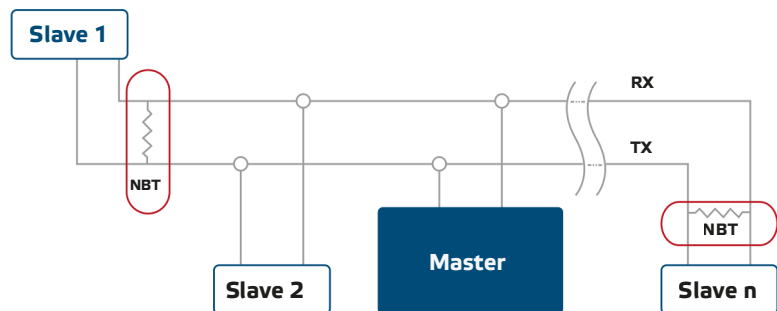 Slave 1
RX
TX
NBT
NBT
Master
Slave 2
Slave n